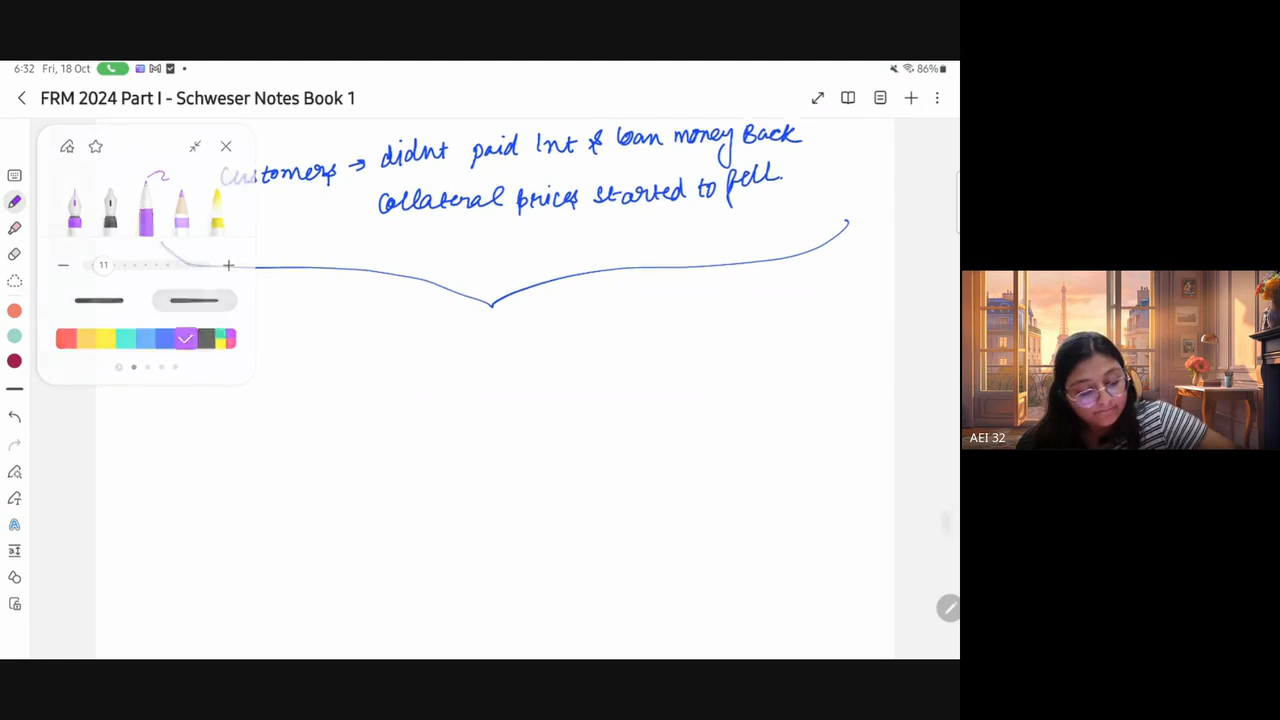 6:32 Fri, 18 Oct
86%
FRM 2024 Part I - Schweser Notes Book 1
Customers → didnt paid Int & loan money Back
Collateral prices started to fell.
11
AEI 32